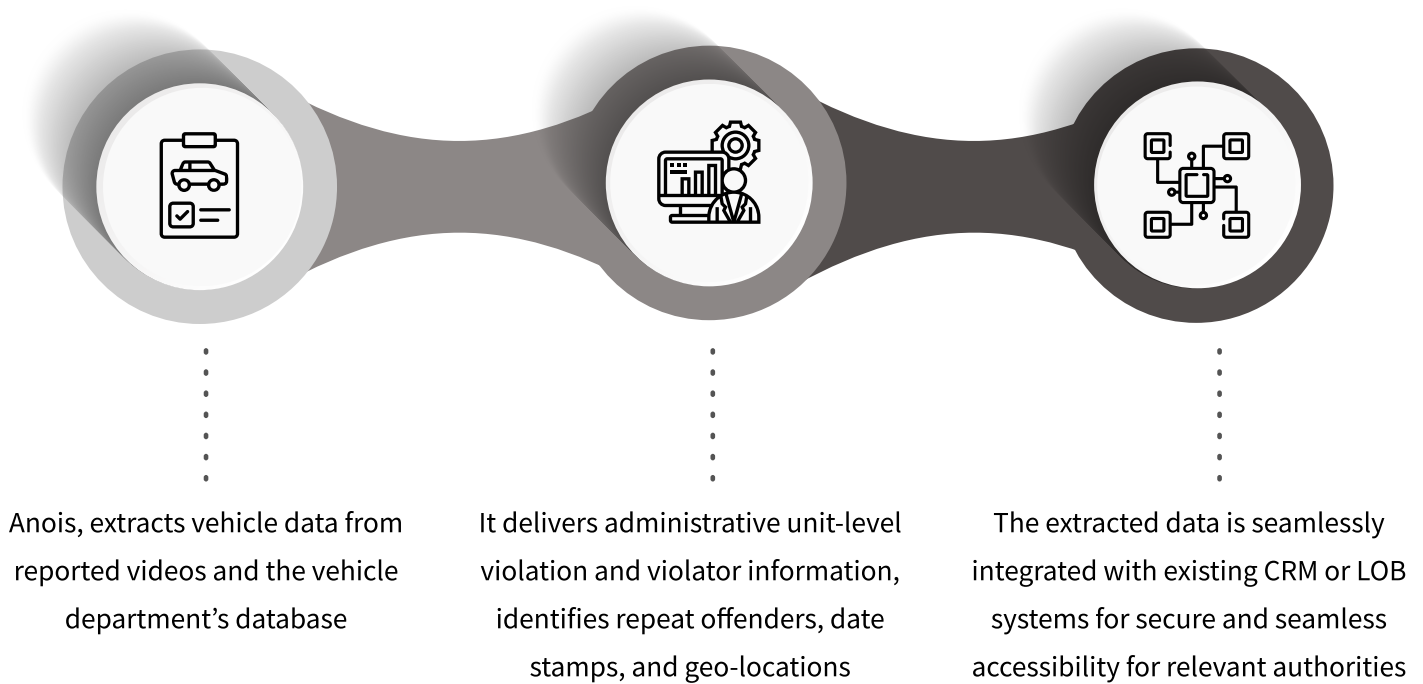 Anois, extracts vehicle data from
reported videos and the vehicle
department’s database
It delivers administrative unit-level
violation and violator information,
identifies repeat offenders, date
stamps, and geo-locations
The extracted data is seamlessly
integrated with existing CRM or LOB
systems for secure and seamless
accessibility for relevant authorities